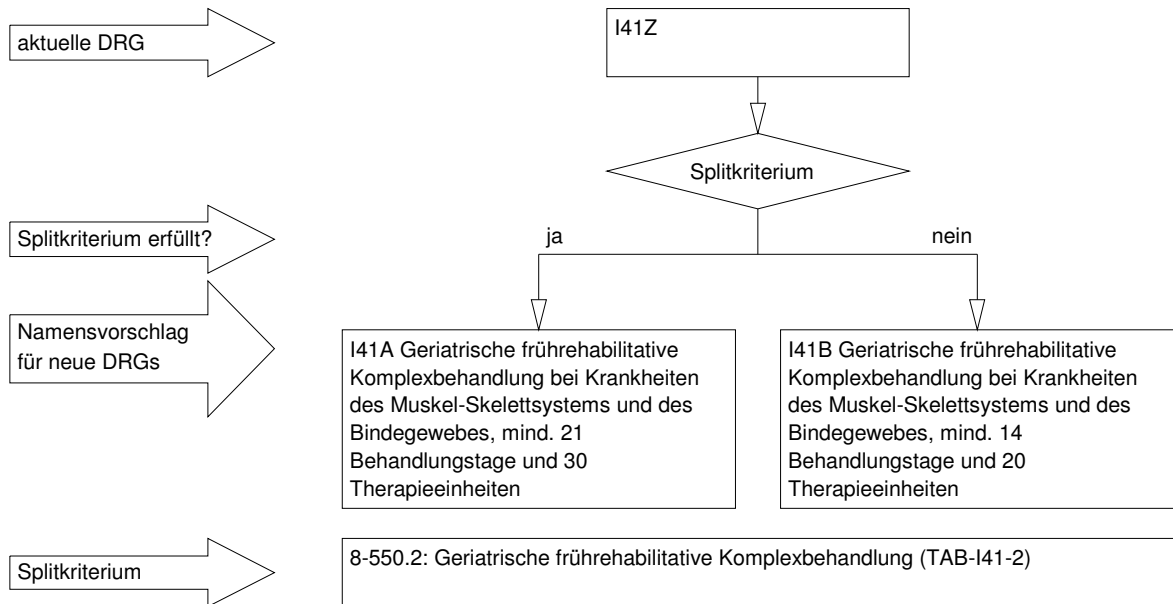 aktuelle DRG
I41Z
Splitkriterium
Splitkriterium erfüllt?
ja
nein
Namensvorschlag
für neue DRGs
I41A Geriatrische frührehabilitative
Komplexbehandlung bei Krankheiten
des Muskel-Skelettsystems und des
Bindegewebes, mind. 21
Behandlungstage und 30
Therapieeinheiten
I41B Geriatrische frührehabilitative
Komplexbehandlung bei Krankheiten
des Muskel-Skelettsystems und des
Bindegewebes, mind. 14
Behandlungstage und 20
Therapieeinheiten
Splitkriterium
8-550.2: Geriatrische frührehabilitative Komplexbehandlung (TAB-I41-2)